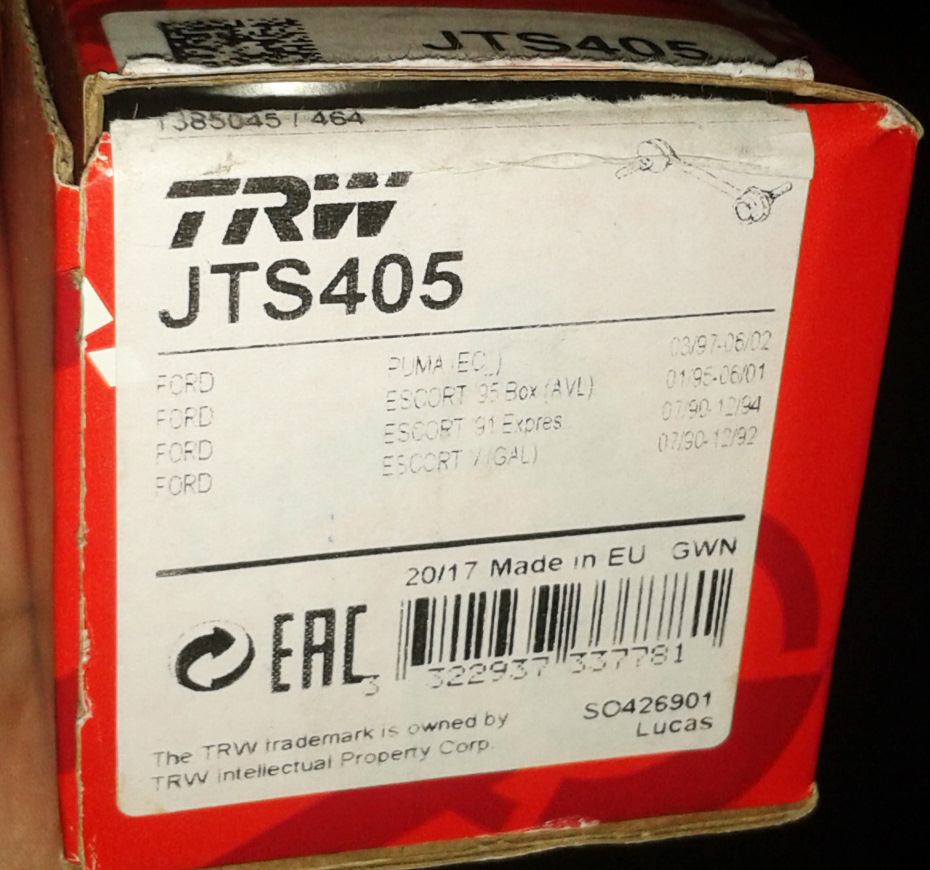 JTS405
1385045 / 464
TRW
JTS405
FORD PUMA (EC_) 03/97-06/02
FORD ESCORT '95 Box (AVL) 01/95-06/01
FORD ESCORT '91 Expres... 07/90-12/94
FORD ESCORT V (GAL) 07/90-12/92
20/17 Made in EU GWN
EAC
3 322937 337781
SO426901
Lucas
The TRW trademark is owned by
TRW Intellectual Property Corp.